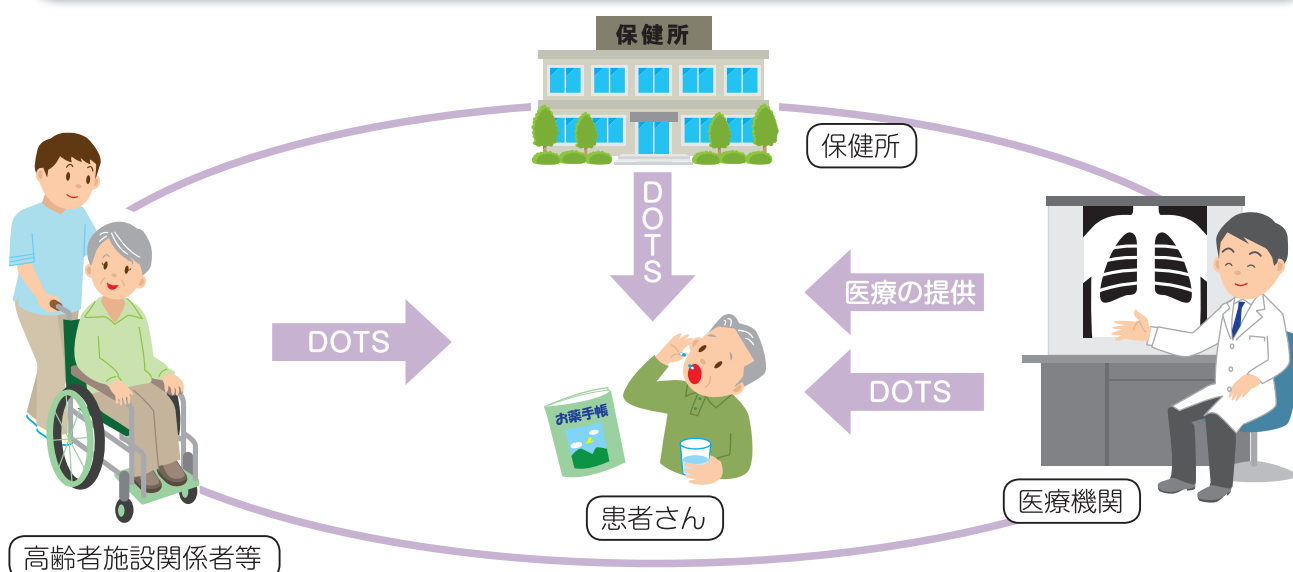 保健所
保健所
DOTS
医療の提供
DOTS
DOTS
お薬手帳
患者さん
医療機関
高齢者施設関係者等